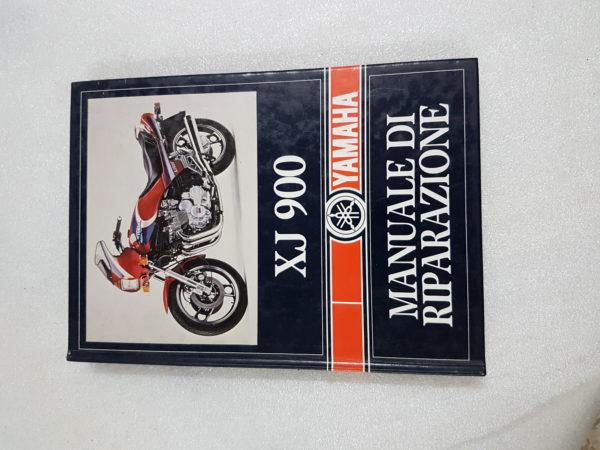 MANUALE DI
RIPARAZIONE
YAMAHA
XJ 900